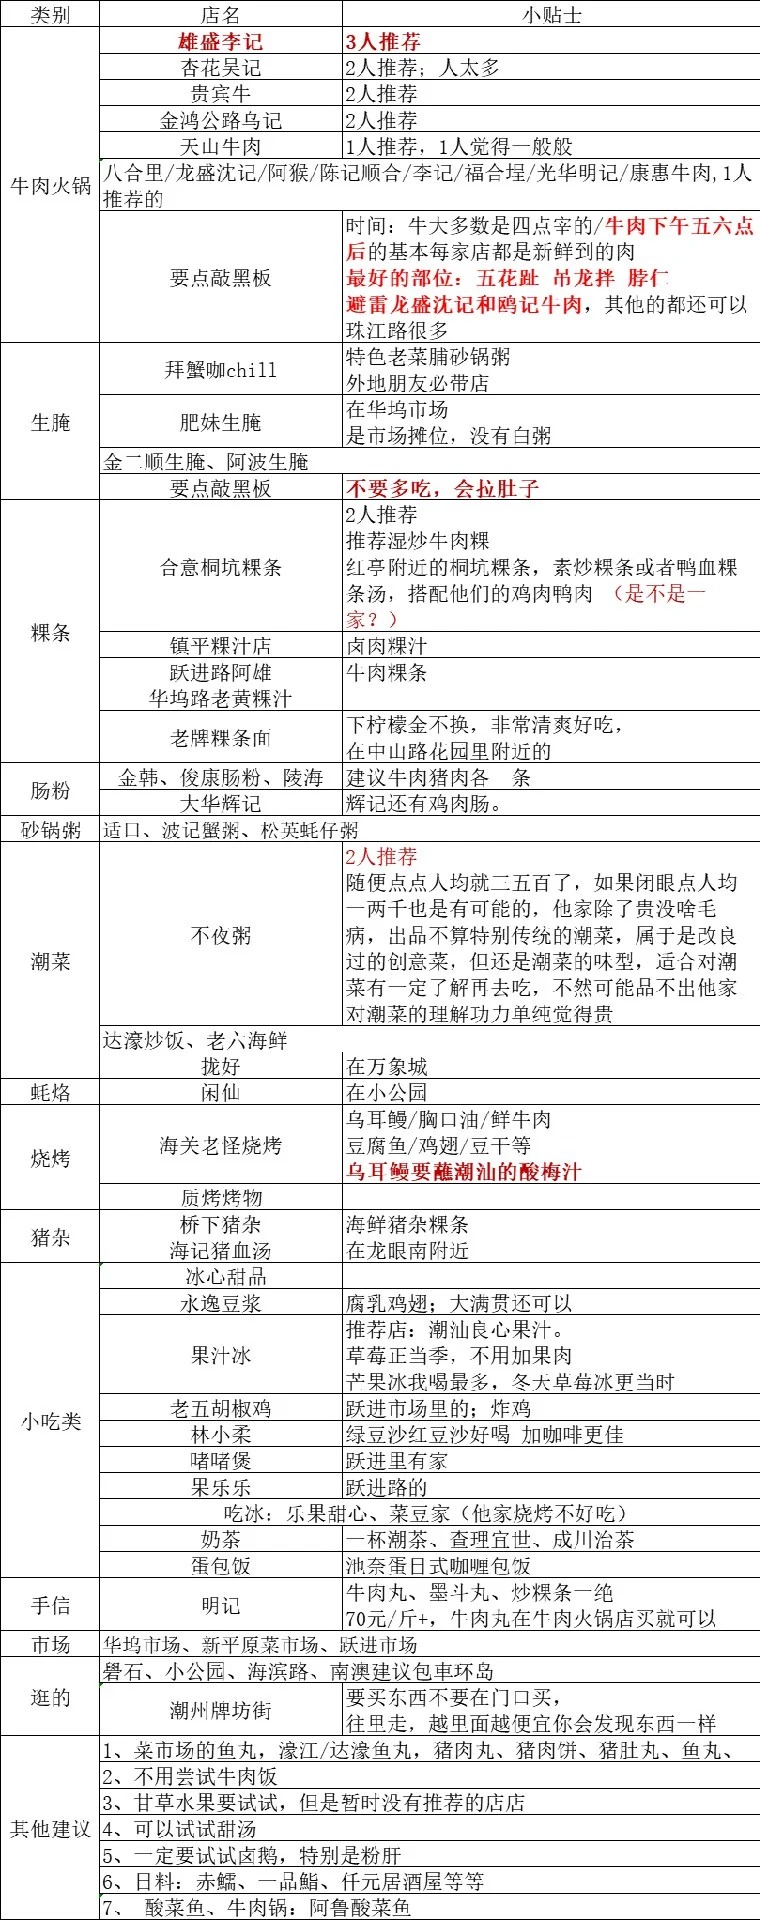 类别 店名 小贴士
牛肉火锅
雄盛李记 3人推荐
杏花吴记 2人推荐；人太多
贵宾牛 2人推荐
金鸿公路乌记 2人推荐
天山牛肉 1人推荐，1人觉得一般般
八合里/龙盛沈记/阿猴/陈记顺合/李记/福合埕/光华明记/康惠牛肉,1人
推荐的
要点敲黑板
时间：牛大多数是四点宰的/牛肉下午五六点
后的基本每家店都是新鲜到的肉
最好的部位：五花趾 吊龙拌 脖仁
避雷龙盛沈记和鸥记牛肉，其他的都还可以
珠江路很多
生腌
拜蟹咖chill
特色老菜脯砂锅粥
外地朋友必带店
肥妹生腌
在华坞市场
是市场摊位，没有白粥
金二顺生腌、阿波生腌
要点敲黑板 不要多吃，会拉肚子
粿条
合意桐坑粿条
2人推荐
推荐湿炒牛肉粿
红亭附近的桐坑粿条，素炒粿条或者鸭血粿
条汤，搭配他们的鸡肉鸭肉 （是不是一
家？）
镇平粿汁店 卤肉粿汁
跃进路阿雄 牛肉粿条
华坞路老黄粿汁
老牌粿条面
下柠檬金不换，非常清爽好吃，
在中山路花园里附近的
肠粉
金韩、俊康肠粉、陵海 建议牛肉猪肉各 条
大华辉记 辉记还有鸡肉肠。
砂锅粥 适口、波记蟹粥、松英蚝仔粥
潮菜
不夜粥
2人推荐
随便点点人均就三五百了，如果闭眼点人均
一两千也是有可能的，他家除了贵没啥毛
病，出品不算特别传统的潮菜，属于是改良
过的创意菜，但还是潮菜的味型，适合对潮
菜有一定了解再去吃，不然可能品不出他家
对潮菜的理解功力单纯觉得贵
达濠炒饭、老六海鲜
拢好 在万象城
蚝烙 闲仙 在小公园
烧烤
海关老怪烧烤
乌耳鳗/胸口油/鲜牛肉
豆腐鱼/鸡翅/豆干等
乌耳鳗要蘸潮汕的酸梅汁
质烤烤物
猪杂
桥下猪杂 海鲜猪杂粿条
海记猪血汤 在龙眼南附近
小吃类
冰心甜品
永逸豆浆 腐乳鸡翅；大满贯还可以
果汁冰
推荐店：潮汕良心果汁。
草莓正当季，不用加果肉
芒果冰我喝最多，冬天草莓冰更当时
老五胡椒鸡 跃进市场里的；炸鸡
林小柔 绿豆沙红豆沙好喝 加咖啡更佳
啫啫煲 跃进里有家
果乐乐 跃进路的
吃冰：乐果甜心、菜豆家（他家烧烤不好吃）
奶茶 一杯潮茶、查理宜世、成川治茶
蛋包饭 池奈蛋日式咖喱包饭
手信
明记
牛肉丸、墨斗丸、炒粿条一绝
70元/斤+，牛肉丸在牛肉火锅店买就可以
市场 华坞市场、新平原菜市场、跃进市场
逛的
礐石、小公园、海滨路、南澳建议包車环岛
潮州牌坊街
要买东西不要在门口买，
往里走，越里面越便宜你会发现东西一样
其他建议
1、菜市场的鱼丸，濠江/达濠鱼丸，猪肉丸、猪肉饼、猪肚丸、鱼丸、
2、不用尝试牛肉饭
3、甘草水果要试试，但是暂时没有推荐的店店
4、可以试试甜汤
5、一定要试试卤鹅，特别是粉肝
6、日料：赤鱬、一品鮨、仟元居酒屋等等
7、 酸菜鱼、牛肉锅：阿鲁酸菜鱼